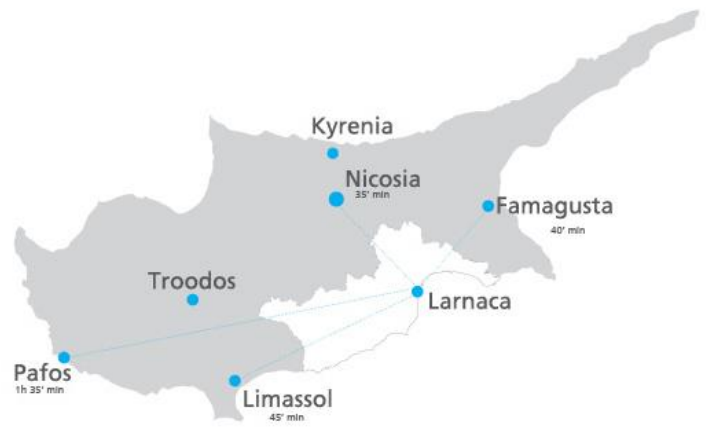 Kyrenia
Nicosia
35' min
Famagusta
40' min
Troodos
Larnaca
Pafos
1h 35' min
Limassol
45' min